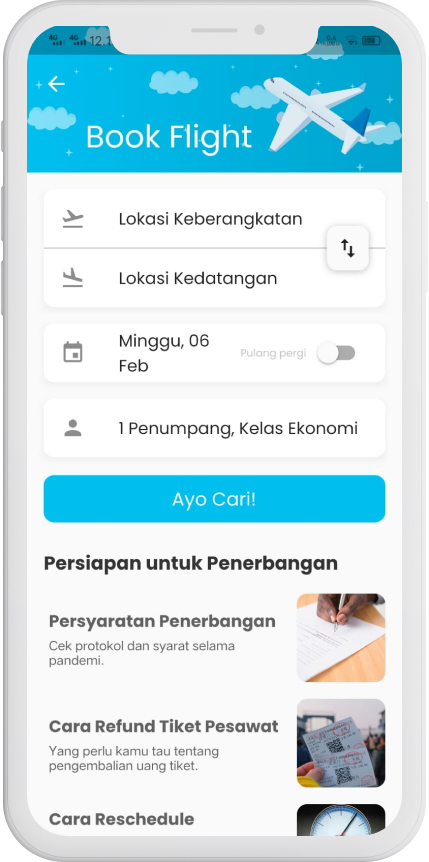 12.1
Book Flight
Lokasi Keberangkatan
Lokasi Kedatangan
Minggu, 06
Feb
Pulang pergi
1 Penumpang, Kelas Ekonomi
Ayo Cari!
Persiapan untuk Penerbangan
Persyaratan Penerbangan
Cek protokol dan syarat selama
pandemi.
Cara Refund Tiket Pesawat
Yang perlu kamu tau tentang
pengembalian uang tiket.
Cara Reschedule